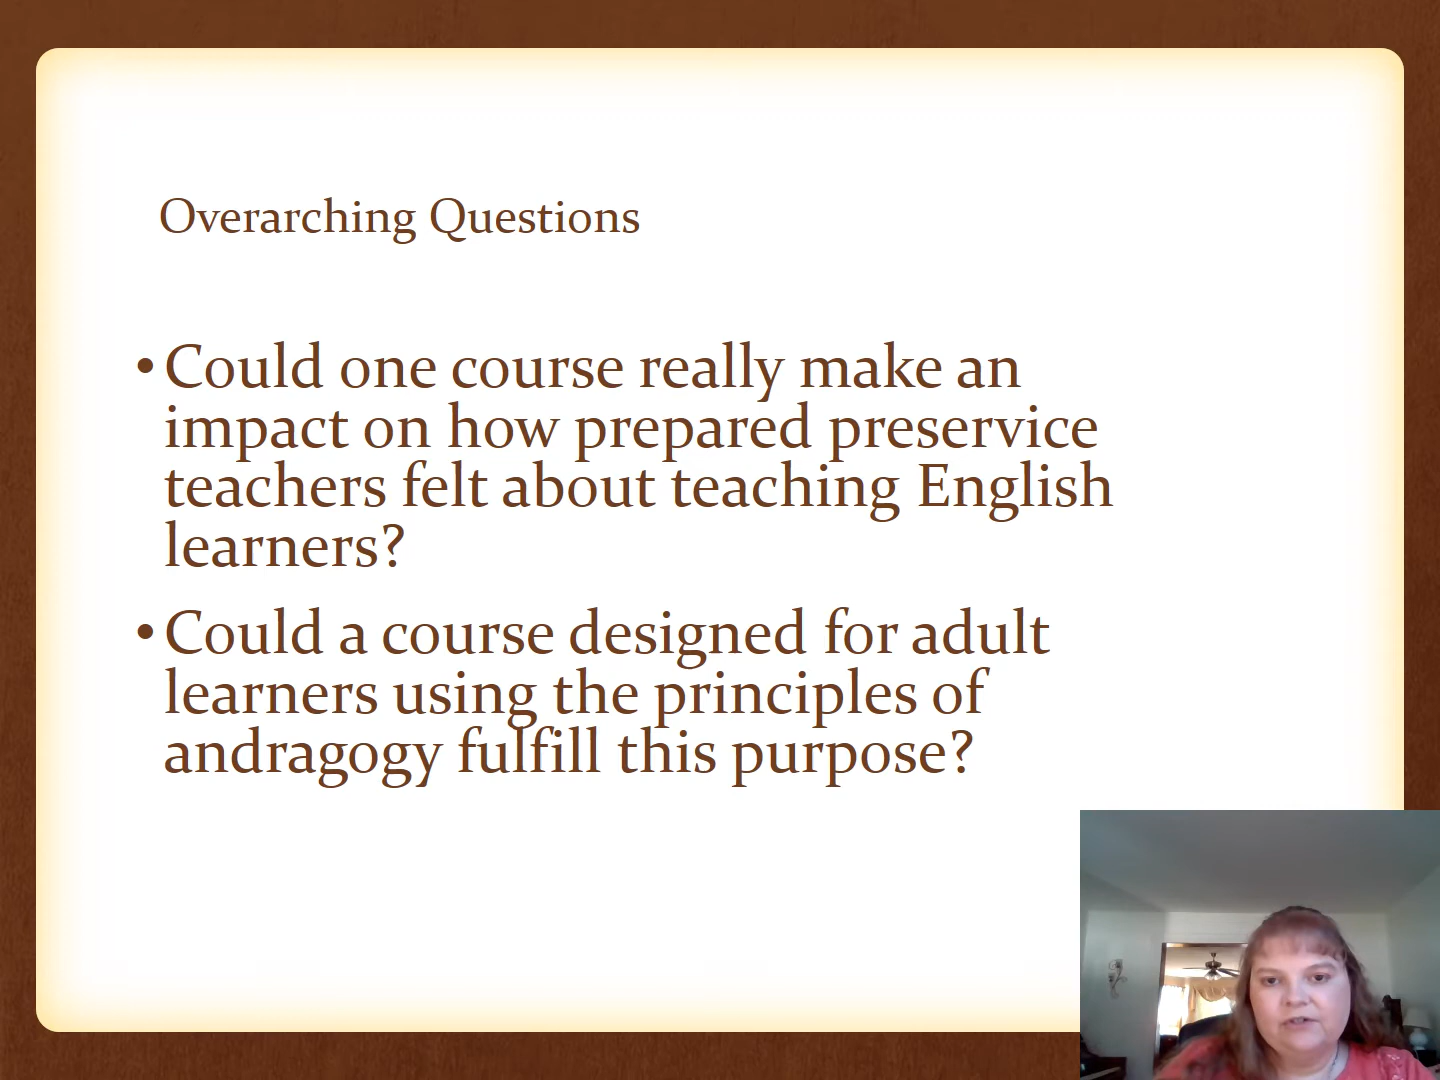 Overarching Questions
•Could one course really make an
impact on how prepared preservice
teachers felt about teaching English
learners?
•Could a course designed for adult
learners using the principles of
andragogy fulfill this purpose?